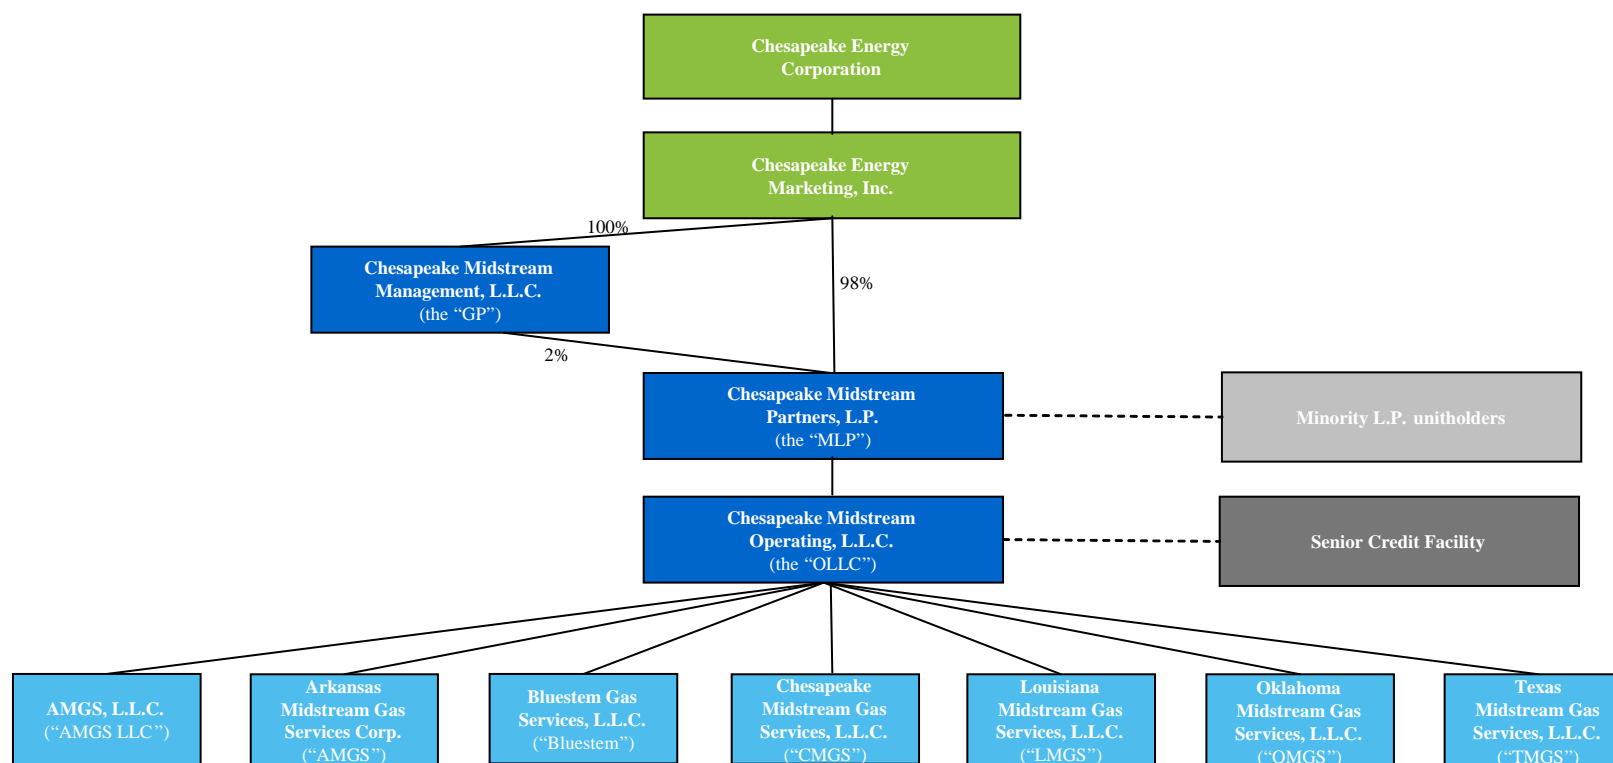 Chesapeake Energy
Corporation
Chesapeake Energy
Marketing, Inc.
100%
Chesapeake Midstream
Management, L.L.C.
(the “GP”)
98%
2%
Chesapeake Midstream
Partners, L.P.
(the “MLP”)
Minority L.P. unitholders
Chesapeake Midstream
Operating, L.L.C.
(the “OLLC”)
Senior Credit Facility
AMGS, L.L.C.
(“AMGS LLC”)
Arkansas
Midstream Gas
Services Corp.
(“AMGS”)
Bluestem Gas
Services, L.L.C.
(“Bluestem”)
Chesapeake
Midstream Gas
Services, L.L.C.
(“CMGS”)
Louisiana
Midstream Gas
Services, L.L.C.
(“LMGS”)
Oklahoma
Midstream Gas
Services, L.L.C.
(“OMGS”)
Texas
Midstream Gas
Services, L.L.C.
(“TMGS”)